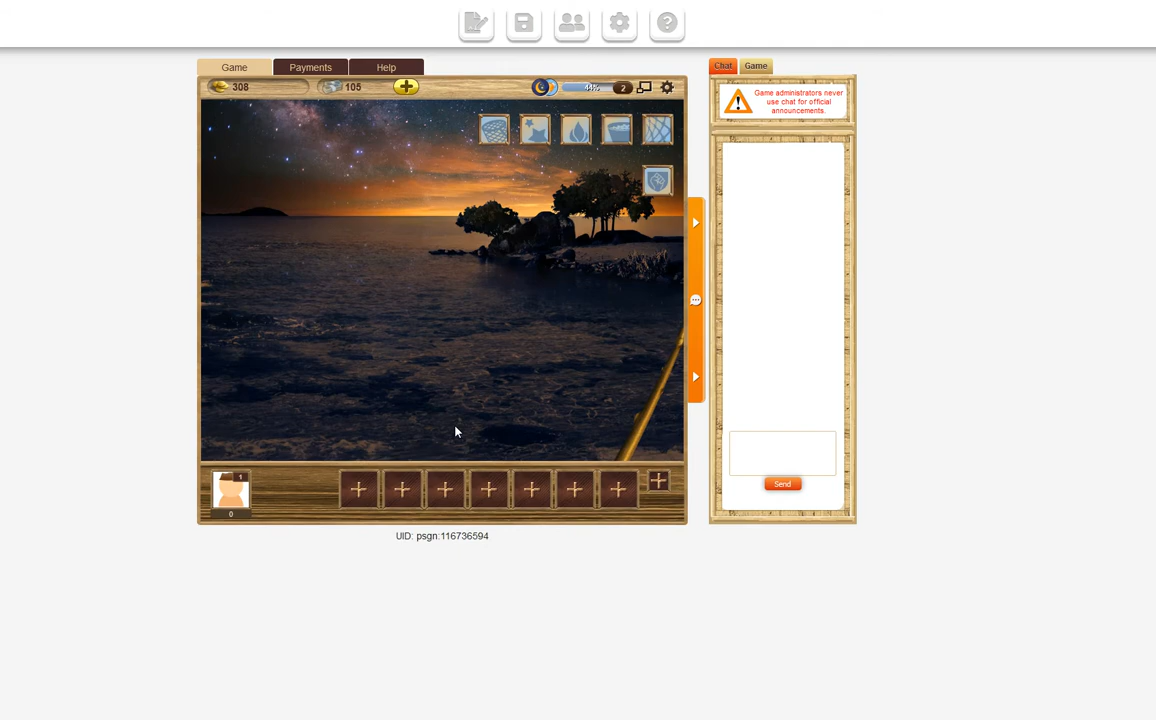 Game Payments Help
308 105 44% 2
1
0
UID: psgn:116736594
Chat Game
Game administrators never
use chat for official
announcements.
Send